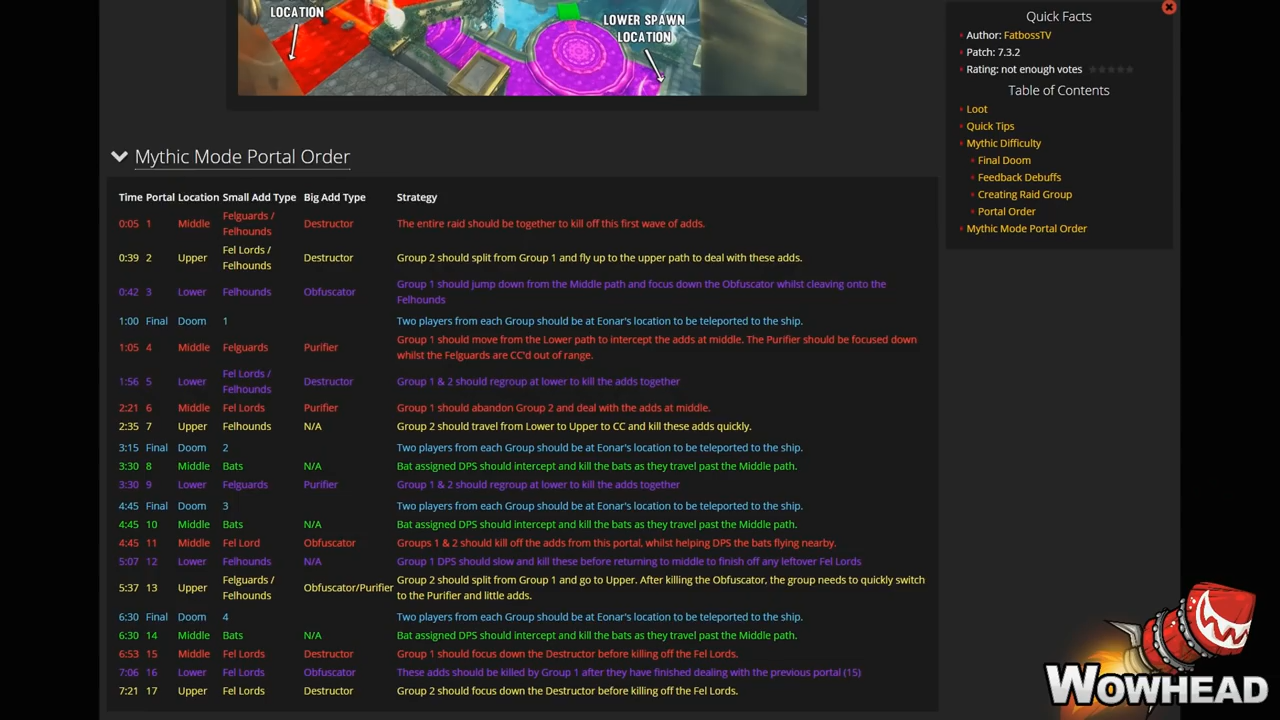 LOCATION
LOWER SPAWN
LOCATION
Quick Facts
Author: FatbossTV
Patch: 7.3.2
Rating: not enough votes
Table of Contents
Loot
Quick Tips
Mythic Difficulty
Final Doom
Feedback Debuffs
Creating Raid Group
Portal Order
Mythic Mode Portal Order
Mythic Mode Portal Order
Time Portal Location Small Add Type Big Add Type Strategy
0:05 1 Middle Felguards / Felhounds Destructor The entire raid should be together to kill off this first wave of adds.
0:39 2 Upper Fel Lords / Felhounds Destructor Group 2 should split from Group 1 and fly up to the upper path to deal with these adds.
0:42 3 Lower Felhounds Obfuscator Group 1 should jump down from the Middle path and focus down the Obfuscator whilst cleaving onto the
Felhounds
1:00 Final Doom 1 Two players from each Group should be at Eonar's location to be teleported to the ship.
1:05 4 Middle Felguards Purifier Group 1 should move from the Lower path to intercept the adds at middle. The Purifier should be focused down
whilst the Felguards are CC'd out of range.
1:56 5 Lower Fel Lords / Felhounds Destructor Group 1 & 2 should regroup at lower to kill the adds together
2:21 6 Middle Fel Lords Purifier Group 1 should abandon Group 2 and deal with the adds at middle.
2:35 7 Upper Felhounds N/A Group 2 should travel from Lower to Upper to CC and kill these adds quickly.
3:15 Final Doom 2 Two players from each Group should be at Eonar's location to be teleported to the ship.
3:30 8 Middle Bats N/A Bat assigned DPS should intercept and kill the bats as they travel past the Middle path.
3:30 9 Lower Felguards Purifier Group 1 & 2 should regroup at lower to kill the adds together
4:45 Final Doom 3 Two players from each Group should be at Eonar's location to be teleported to the ship.
4:45 10 Middle Bats N/A Bat assigned DPS should intercept and kill the bats as they travel past the Middle path.
4:45 11 Middle Fel Lord Obfuscator Groups 1 & 2 should kill off the adds from this portal, whilst helping DPS the bats flying nearby.
5:07 12 Lower Felhounds N/A Group 1 DPS should slow and kill these before returning to middle to finish off any leftover Fel Lords
5:37 13 Upper Felguards / Felhounds Obfuscator/Purifier Group 2 should split from Group 1 and go to Upper. After killing the Obfuscator, the group needs to quickly switch
to the Purifier and little adds.
6:30 Final Doom 4 Two players from each Group should be at Eonar's location to be teleported to the ship.
6:30 14 Middle Bats N/A Bat assigned DPS should intercept and kill the bats as they travel past the Middle path.
6:53 15 Middle Fel Lords Destructor Group 1 should focus down the Destructor before killing off the Fel Lords.
7:06 16 Lower Fel Lords Obfuscator These adds should be killed by Group 1 after they have finished dealing with the previous portal (15)
7:21 17 Upper Fel Lords Destructor Group 2 should focus down the Destructor before killing off the Fel Lords.
WOWHEAD